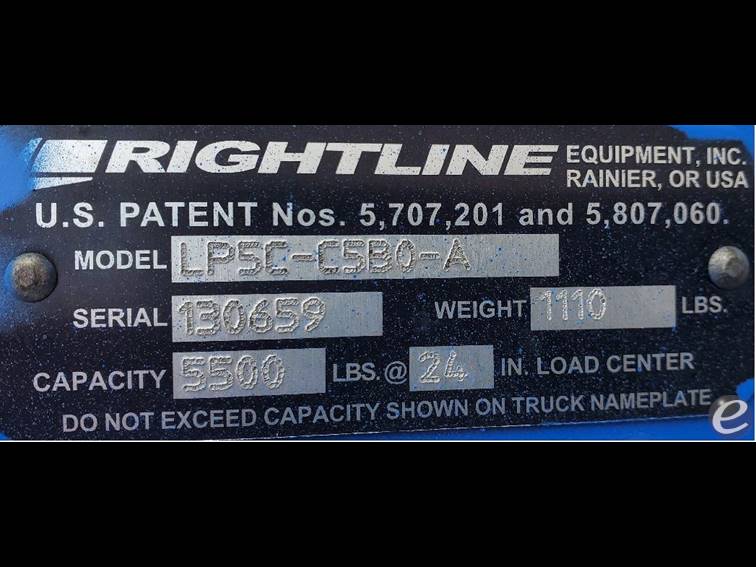 RIGHTLINE EQUIPMENT, INC.
RAINIER, OR USA
U.S. PATENT Nos. 5,707,201 and 5,807,060.
MODEL LP5C-C5B0-A
SERIAL 130659 WEIGHT 1110 LBS.
CAPACITY 5500 LBS.@ 24 IN. LOAD CENTER
DO NOT EXCEED CAPACITY SHOWN ON TRUCK NAMEPLATE.
e